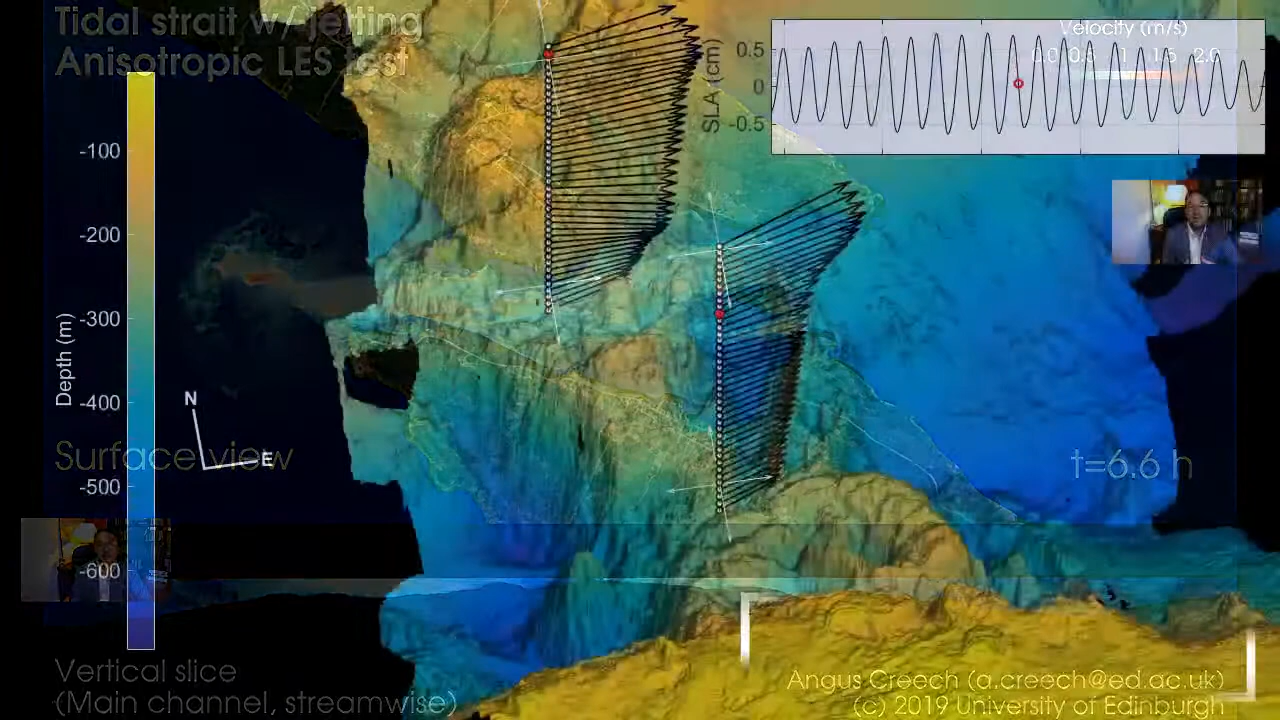 Tidal strait w/ jetting
Anisotropic LES test
Velocity (m/s)
0.0 0.5 1 1.5 2.0
SLA (cm)
0.5
0
-0.5
Depth (m)
-100
-200
-300
-400
-500
-600
N
E
Surface view
t=6.6 h
Vertical slice
(Main channel, streamwise)
Angus Creech (a.creech@ed.ac.uk)
(c) 2019 University of Edinburgh